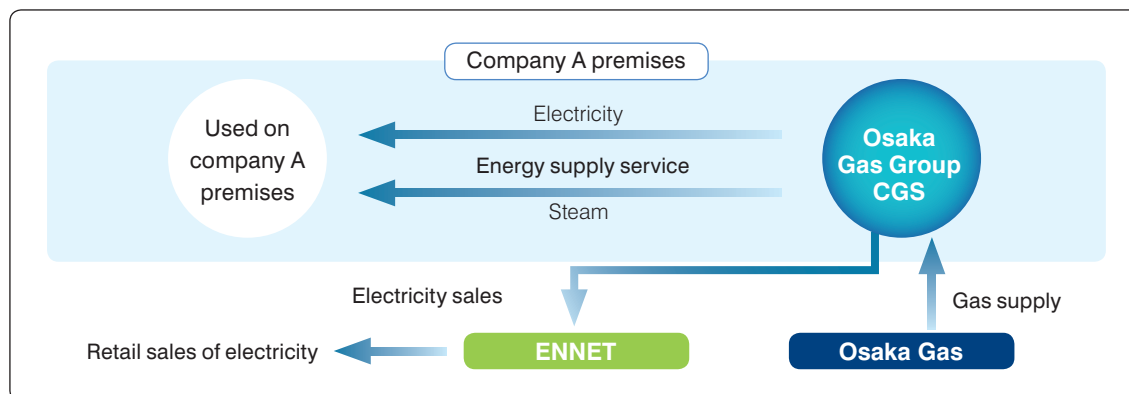 Company A premises
Electricity
Used on
company A
premises
Energy supply service
Osaka
Gas Group
CGS
Steam
Electricity sales
Gas supply
Retail sales of electricity
ENNET
Osaka Gas